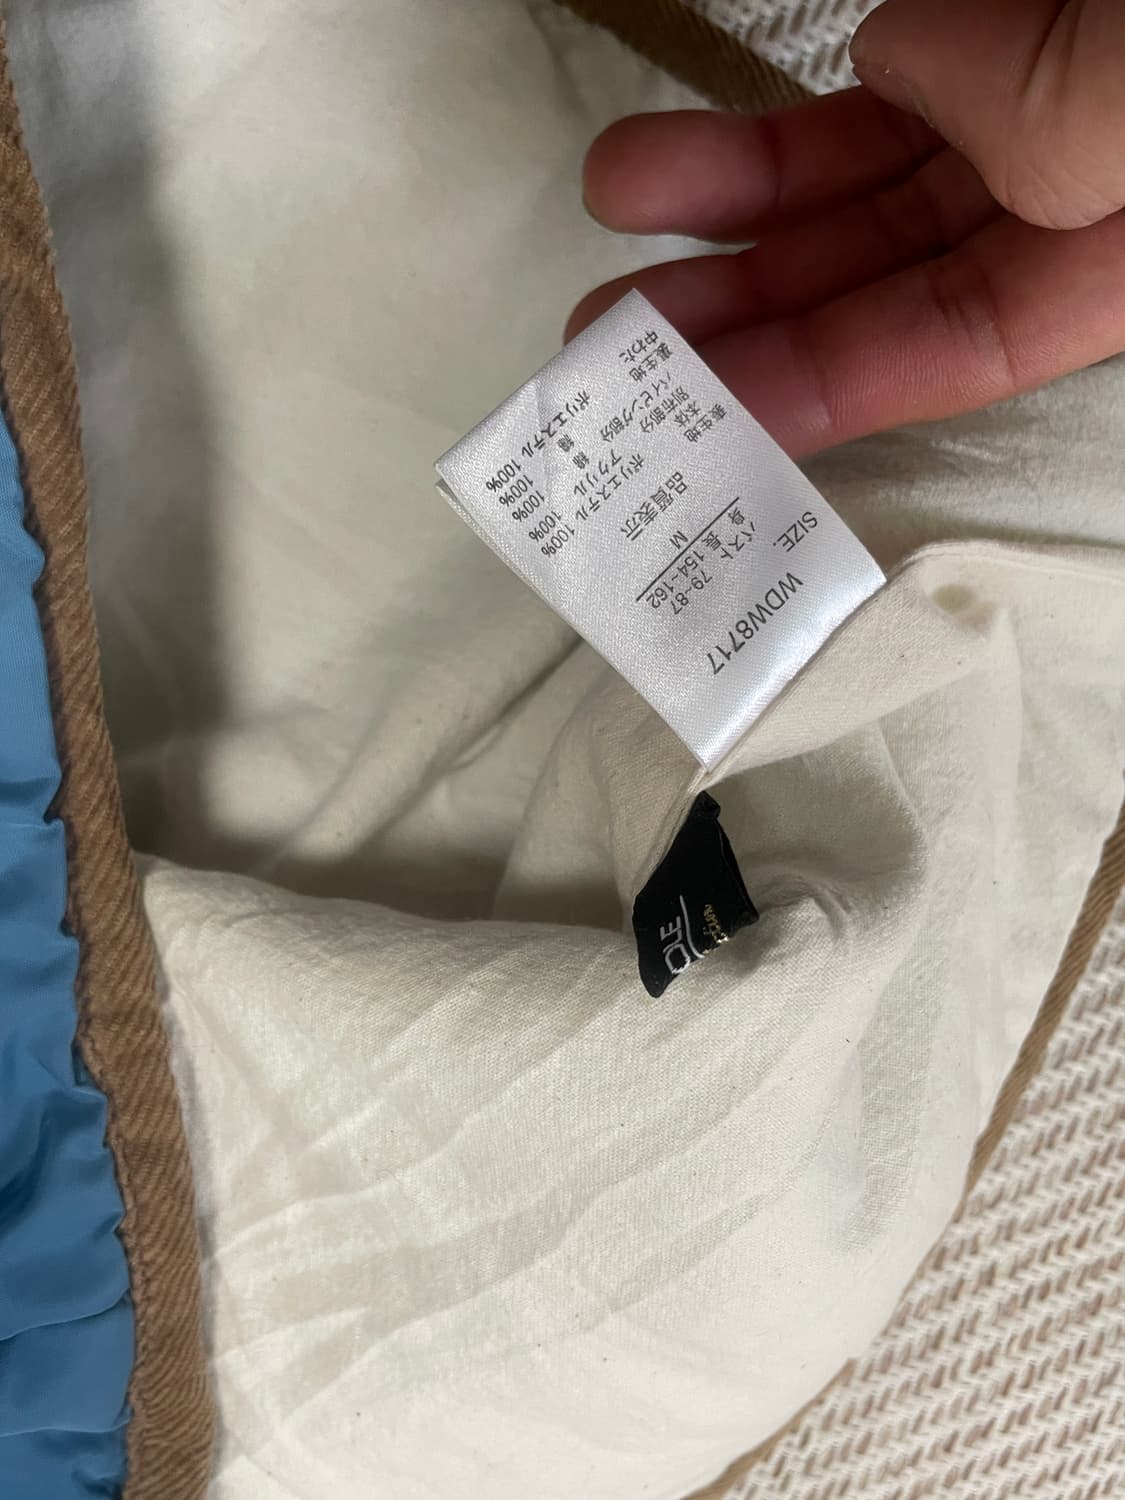 SIZE. WDW8717
バスト 79~87
身 長 154~162
M
品質表示
表生地
本体 ポリエステル 100%
別布部分 アクリル 100%
パイピング部分 綿 100%
裏生地 綿 100%
中わた ポリエステル 100%